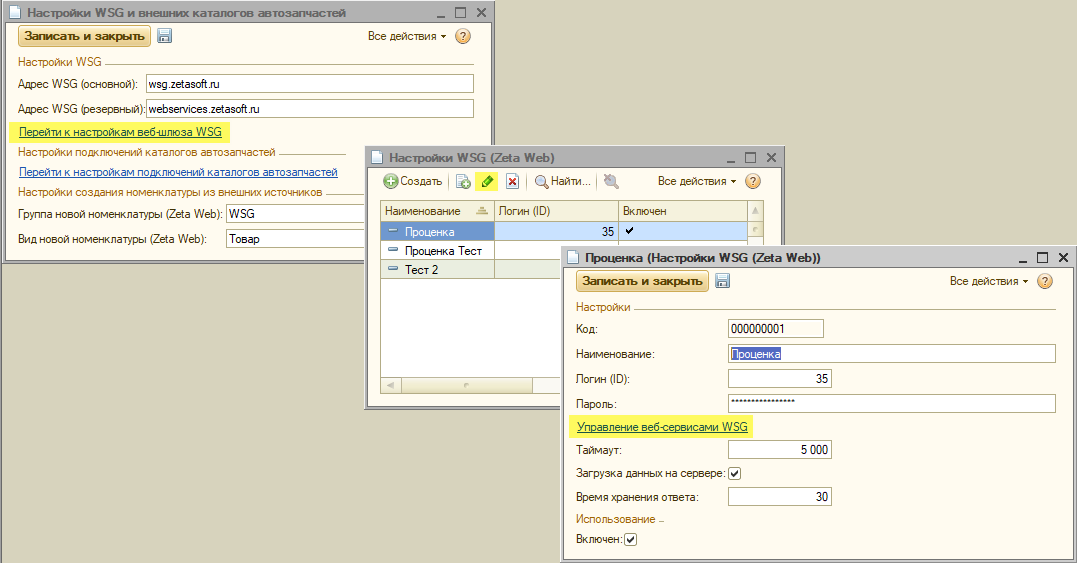 Настройки WSG и внешних каталогов автозапчастей
Записать и закрыть
Все действия
?
Настройки WSG
Адрес WSG (основной): wsg.zetasoft.ru
Адрес WSG (резервный): webservices.zetasoft.ru
Перейти к настройкам веб-шлюза WSG
Настройки подключений каталогов автозапчастей
Перейти к настройкам подключений каталогов автозапчастей
Настройки создания номенклатуры из внешних источников
Группа новой номенклатуры (Zeta Web): WSG
Вид новой номенклатуры (Zeta Web): Товар
Настройки WSG (Zeta Web)
Создать
Найти...
Все действия
?
Наименование Логин (ID) Включен
Проценка 35
Проценка Тест
Тест 2
Проценка (Настройки WSG (Zeta Web))
Записать и закрыть
Все действия
?
Настройки
Код: 000000001
Наименование: Проценка
Логин (ID): 35
Пароль: ****************
Управление веб-сервисами WSG
Таймаут: 5 000
Загрузка данных на сервере:
Время хранения ответа: 30
Использование
Включен: